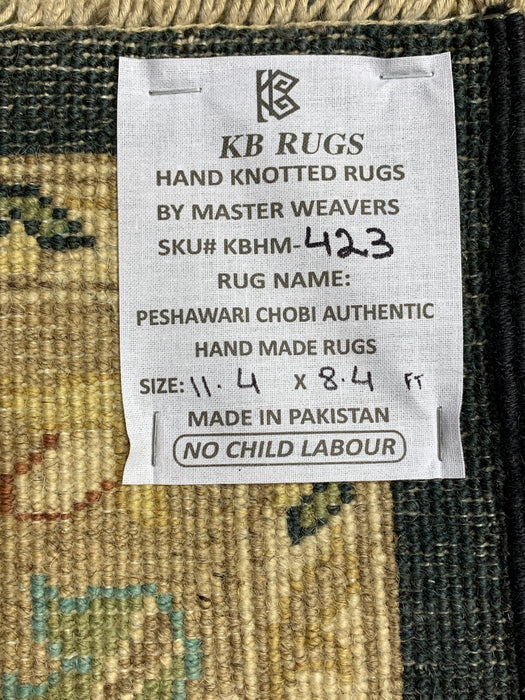 KB
KB RUGS
HAND KNOTTED RUGS
BY MASTER WEAVERS
SKU# KBHM-423
RUG NAME:
PESHAWARI CHOBI AUTHENTIC
HAND MADE RUGS
SIZE: 11.4 X 8.4 FT
MADE IN PAKISTAN
NO CHILD LABOUR